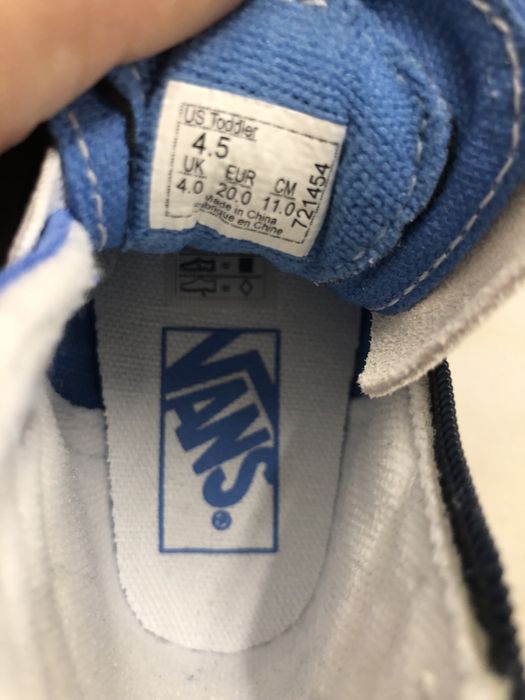 US Toddler
4.5
UK EUR CM
4.0 20.0 11.0
Made in China
Fabrique en Chine
721454
VANS
®